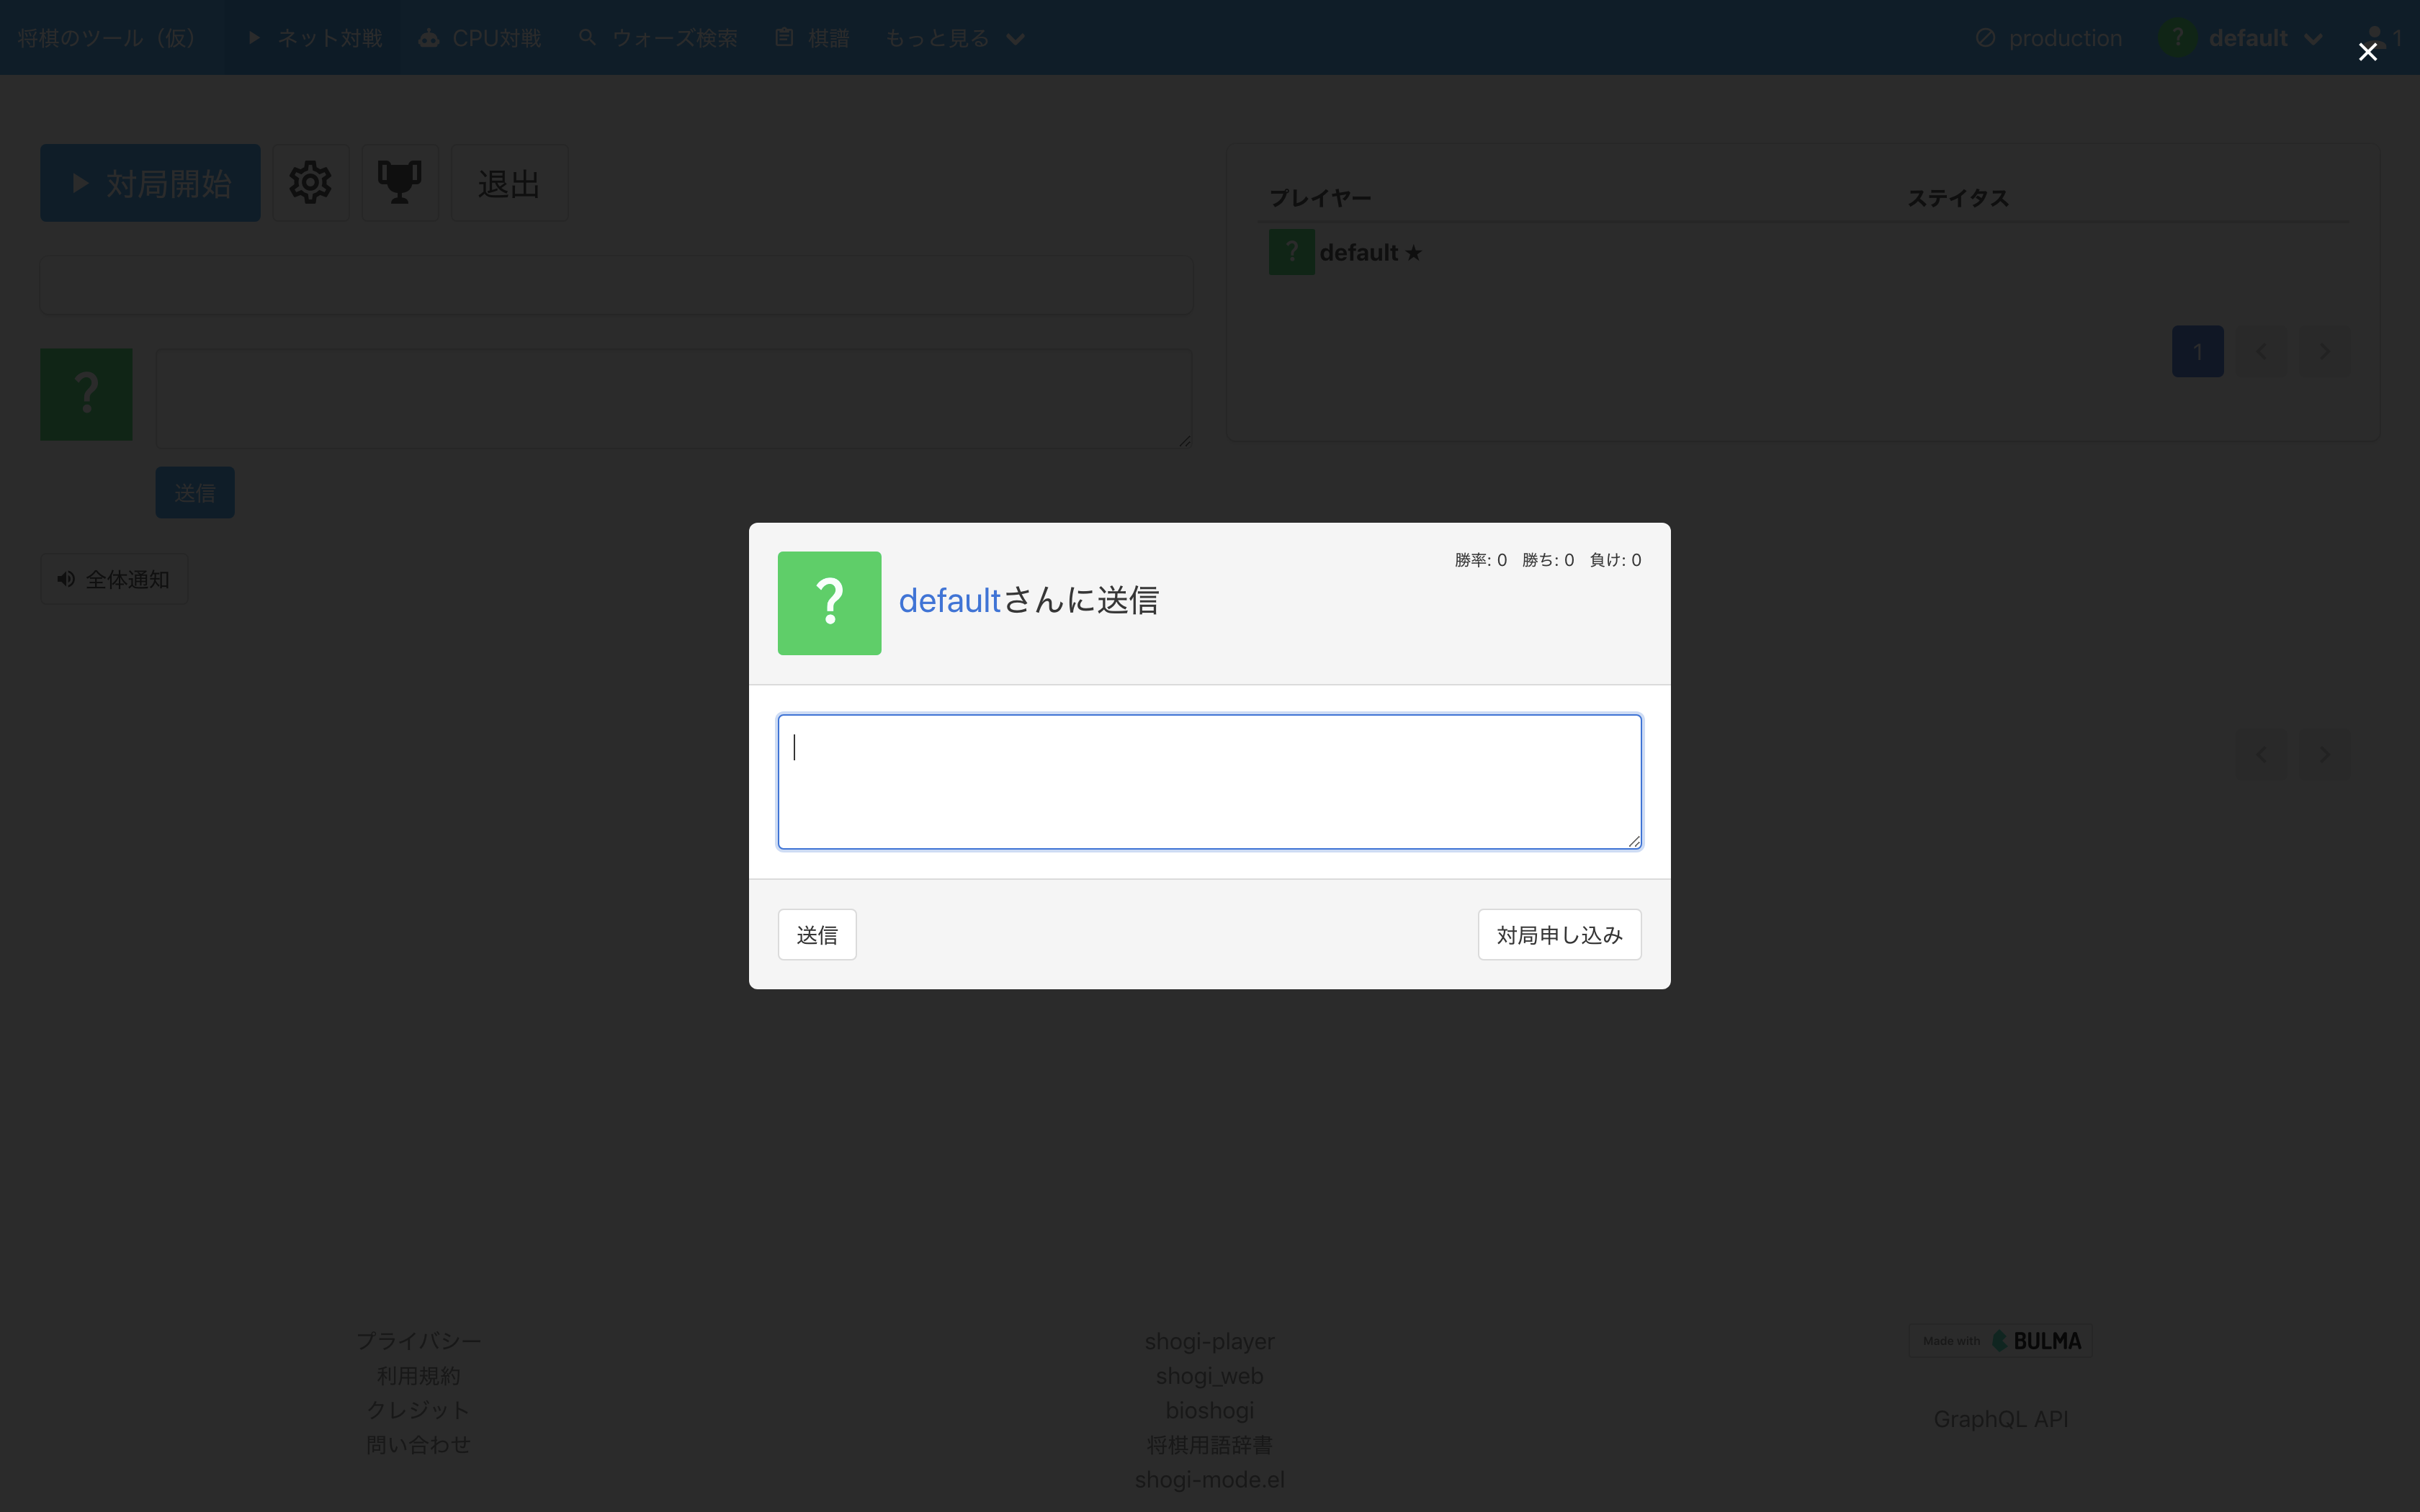 将棋のツール（仮） ネット対戦 CPU対戦 ウォーズ検索 棋譜 もっと見る production ? default 1
対局開始 退出
プレイヤー ステイタス
? default ★
1
?
送信
全体通知
勝率: 0 勝ち: 0 負け: 0
? defaultさんに送信
送信 対局申し込み
プライバシー
利用規約
クレジット
問い合わせ
shogi-player
shogi_web
bioshogi
将棋用語辞書
shogi-mode.el
Made with BULMA
GraphQL API